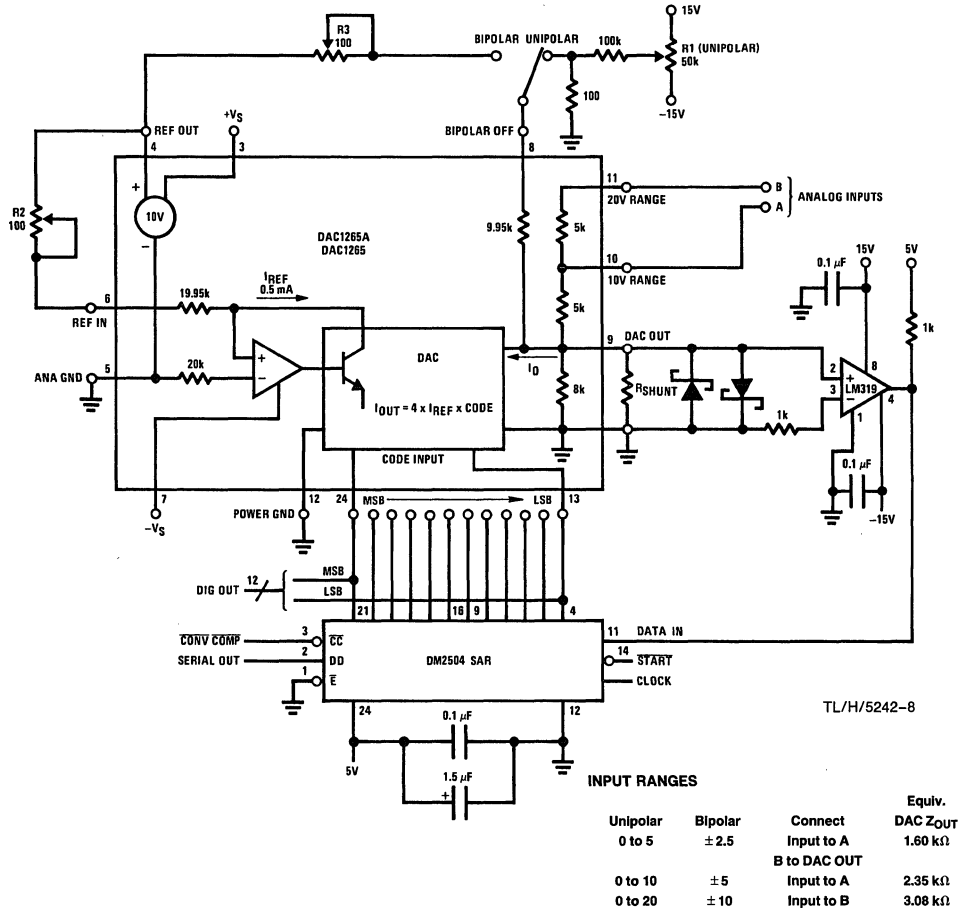 R3
100
BIPOLAR UNIPOLAR
100k
15V
R1 (UNIPOLAR)
50k
-15V
100
REF OUT
4
+VS
3
BIPOLAR OFF
8
R2
100
+
10V
-
DAC1265A
DAC1265
9.95k
5k
5k
8k
11
20V RANGE
10
10V RANGE
B
A
ANALOG INPUTS
15V
5V
0.1 µF
1k
6
REF IN
19.95k
IREF
0.5 mA
5
ANA GND
20k
+
-
DAC
IOUT = 4 x IREF x CODE
CODE INPUT
IO
9
DAC OUT
RSHUNT
1k
2
3
+
-
LM319
8
4
1
0.1 µF
-15V
7
-VS
12
POWER GND
24
MSB
LSB
13
DIG OUT
12
MSB
LSB
21
16
9
4
CONV COMP
3
CC
SERIAL OUT
2
DD
1
E
DM2504 SAR
11
DATA IN
14
START
CLOCK
24
12
0.1 µF
5V
1.5 µF
+
TL/H/5242-8
INPUT RANGES
Unipolar Bipolar Connect Equiv. DAC ZOUT
0 to 5 ±2.5 Input to A 1.60 kΩ
B to DAC OUT
0 to 10 ±5 Input to A 2.35 kΩ
0 to 20 ±10 Input to B 3.08 kΩ